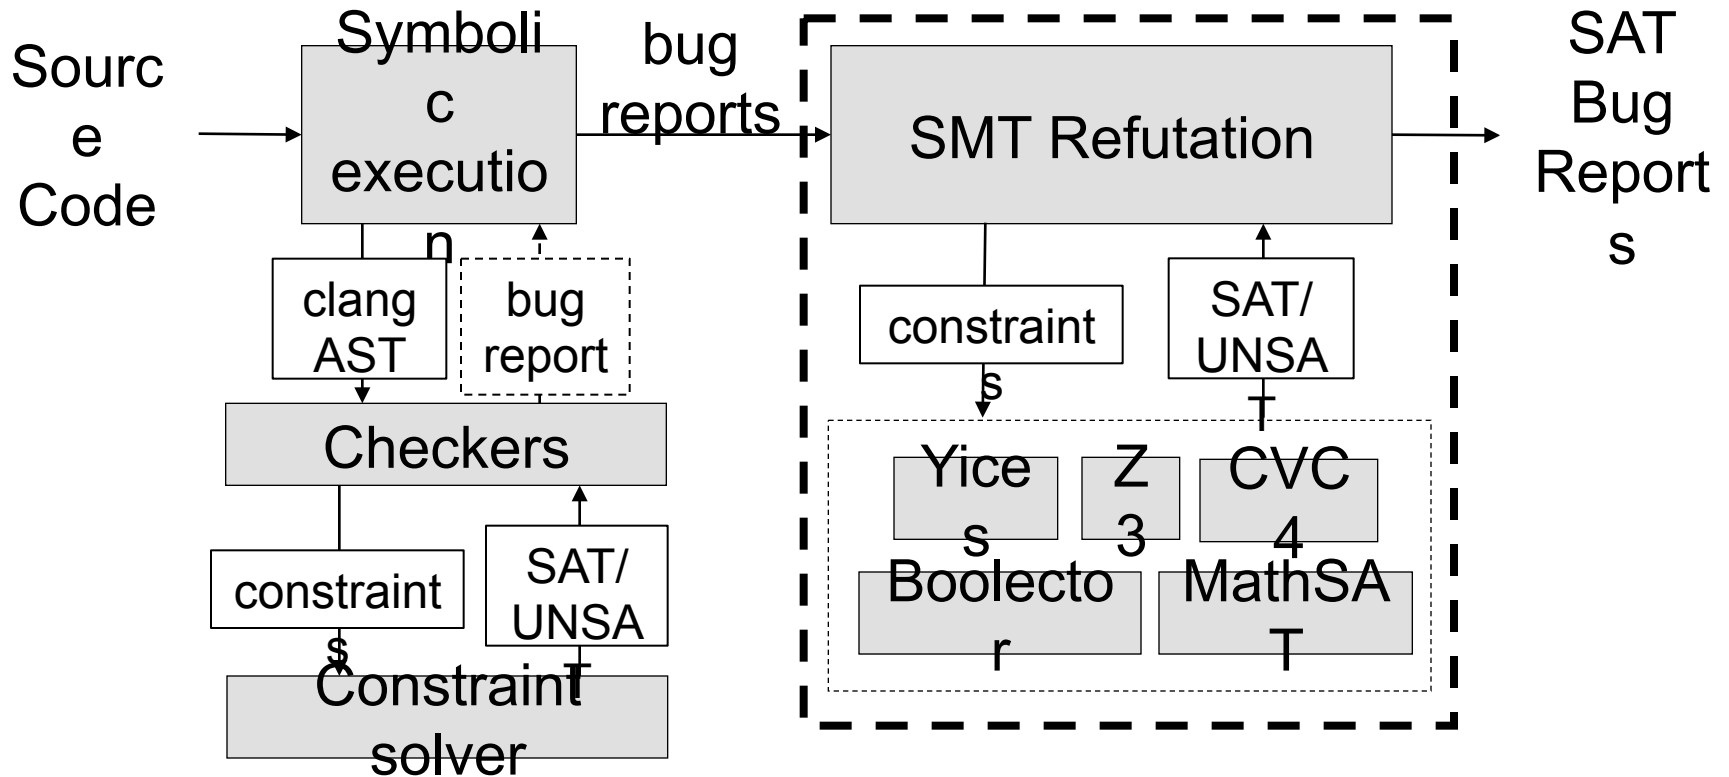 Sourc
e
Code
Symboli
c
executio
n
bug
reports
SMT Refutation
SAT
Bug
Report
s
clang
AST
bug
report
Checkers
constraint
s
SAT/
UNSA
T
Constraint
solver
constraint
s
SAT/
UNSA
T
Yice
s
Z
3
CVC
4
Boolecto
r
MathSA
T